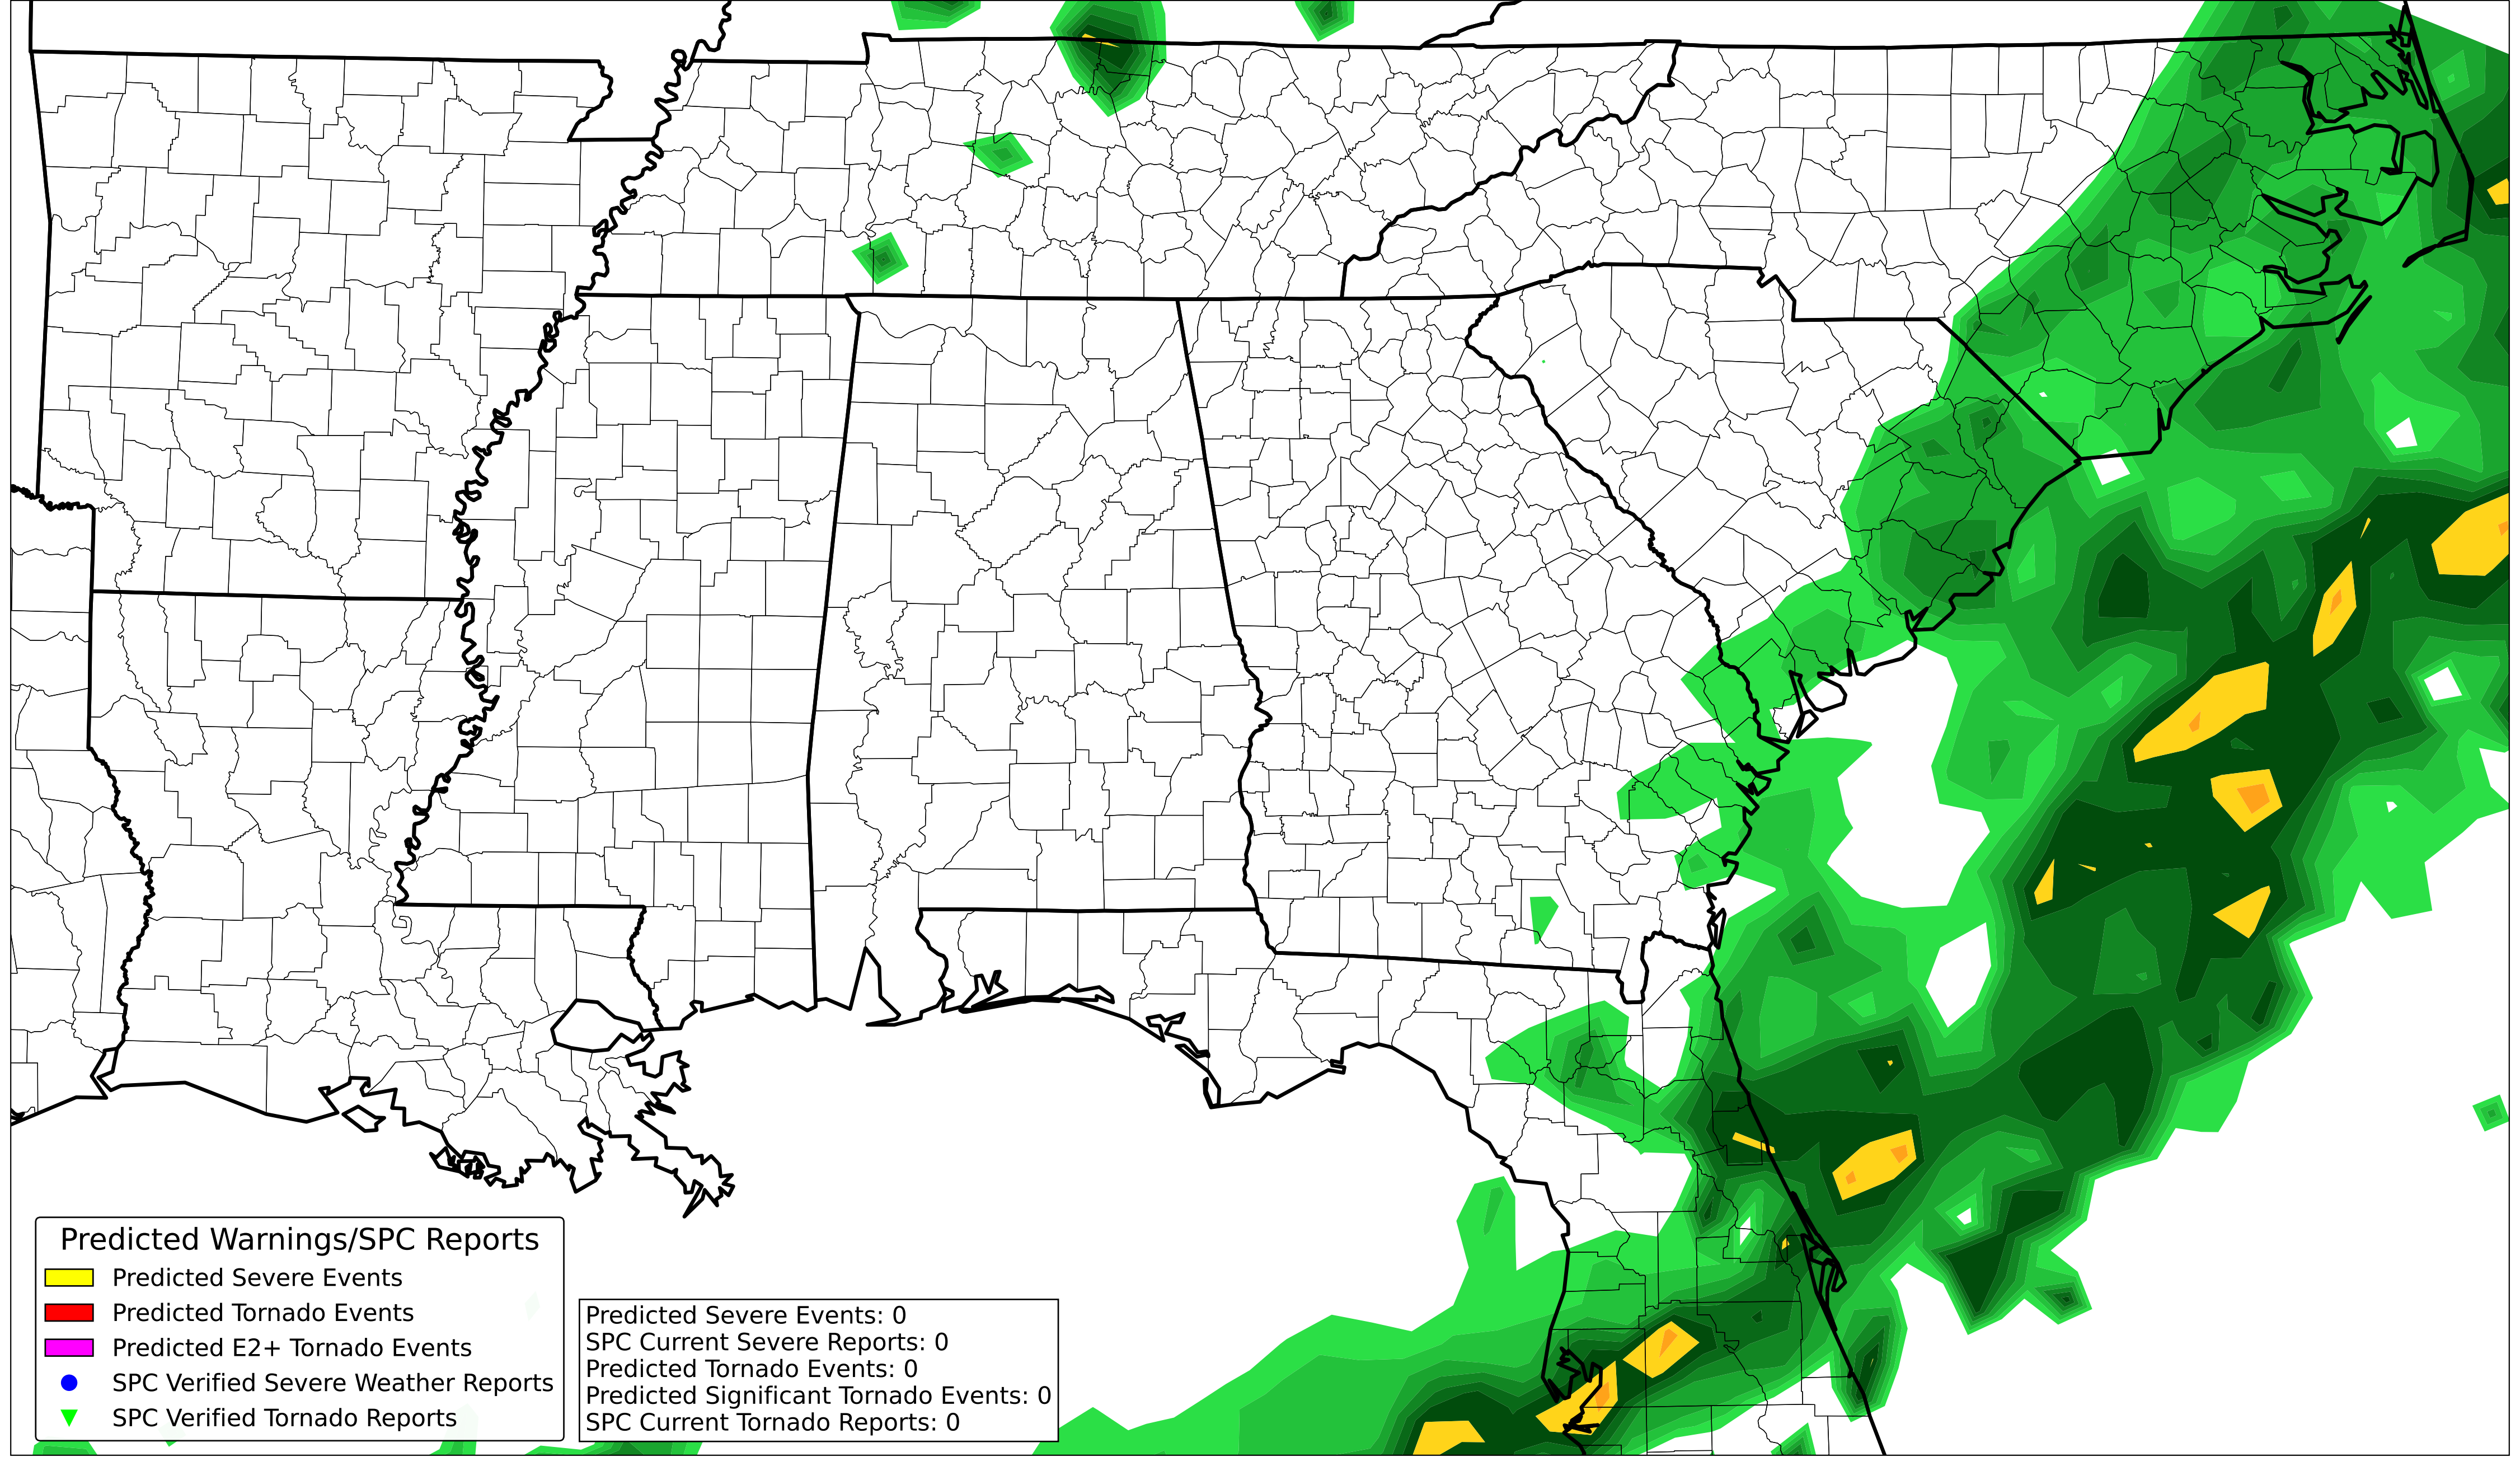 Predicted Warnings/SPC Reports
Predicted Severe Events
Predicted Tornado Events
Predicted E2+ Tornado Events
SPC Verified Severe Weather Reports
SPC Verified Tornado Reports
Predicted Severe Events: 0
SPC Current Severe Reports: 0
Predicted Tornado Events: 0
Predicted Significant Tornado Events: 0
SPC Current Tornado Reports: 0